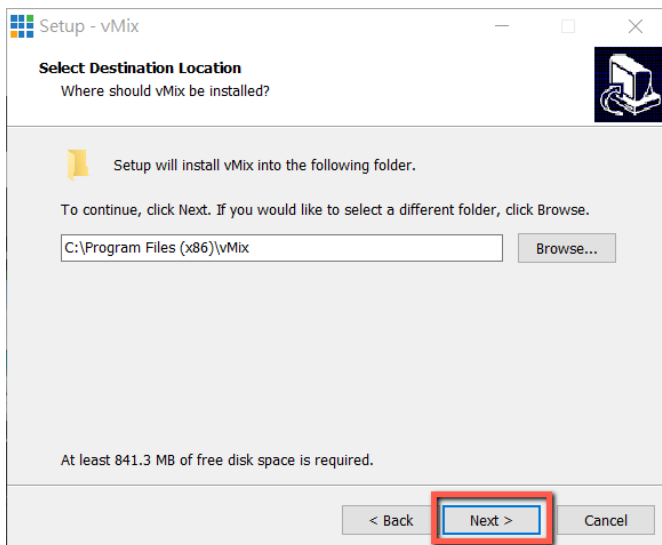 Setup - vMix
Select Destination Location
Where should vMix be installed?
Setup will install vMix into the following folder.
To continue, click Next. If you would like to select a different folder, click Browse.
C:\Program Files (x86)\vMix
Browse...
At least 841.3 MB of free disk space is required.
< Back
Next >
Cancel